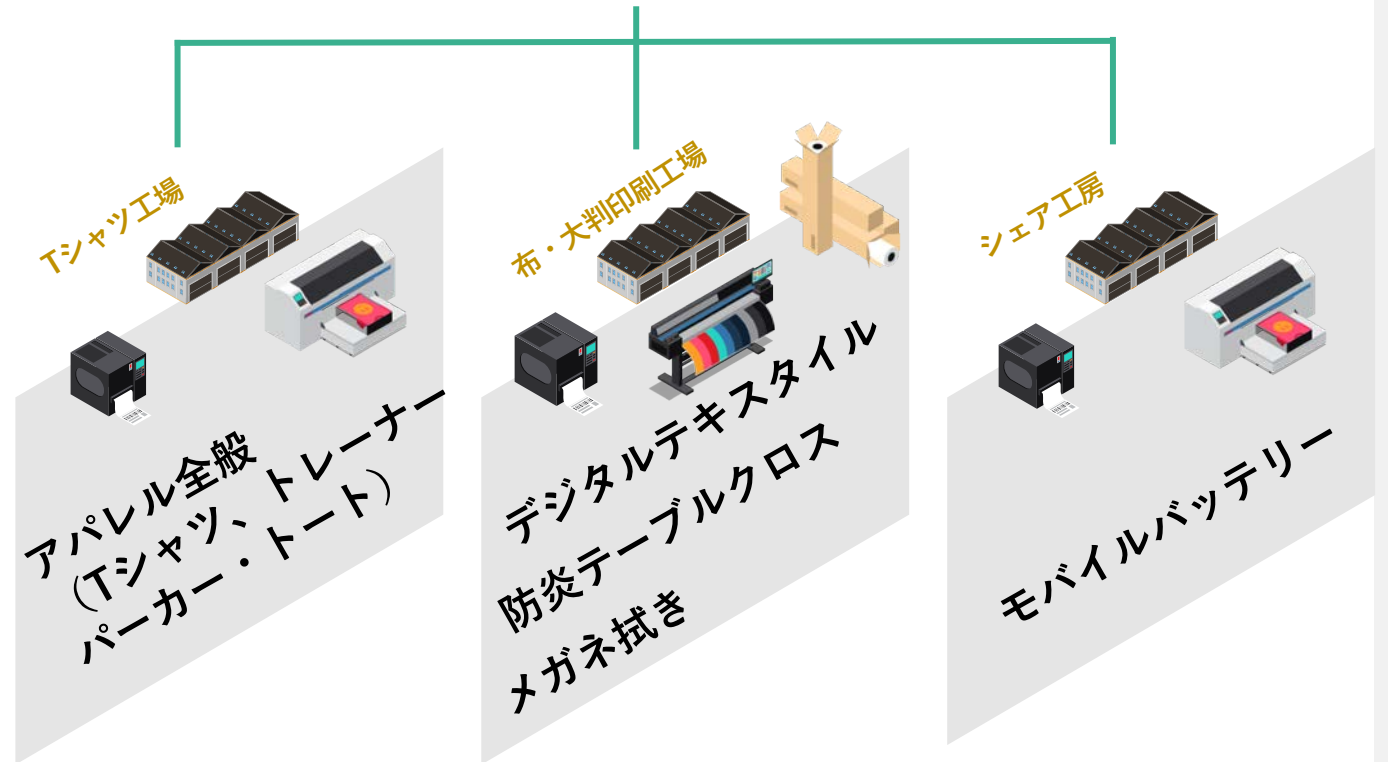 Tシャツ工場
アパレル全般
（Tシャツ、トレーナー
パーカー・トート）
布・大判印刷工場
デジタルテキスタイル
防炎テーブルクロス
メガネ拭き
シェア工房
モバイルバッテリー